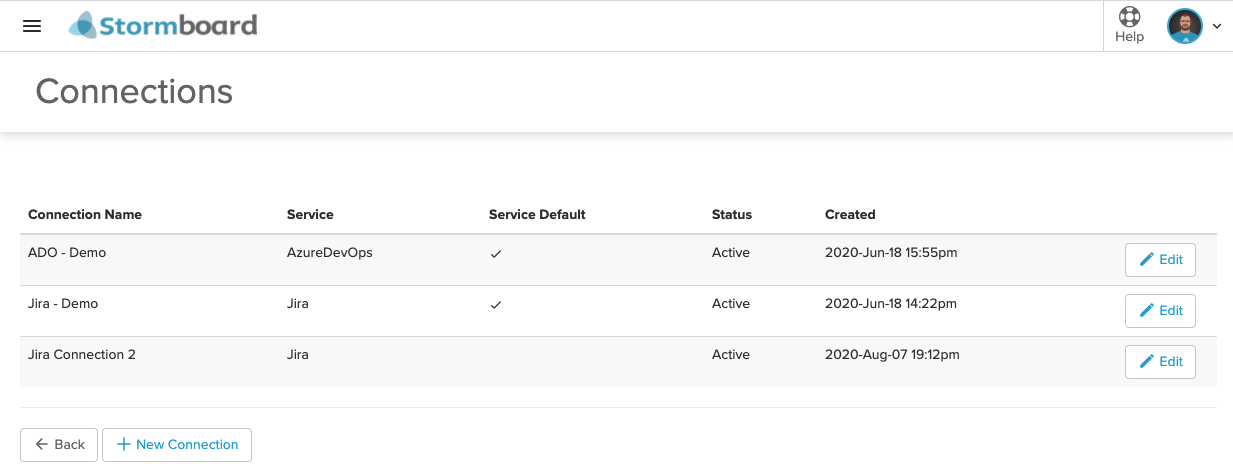 Stormboard
Help
Connections
Connection Name Service Service Default Status Created
ADO - Demo AzureDevOps ✓ Active 2020-Jun-18 15:55pm Edit
Jira - Demo Jira ✓ Active 2020-Jun-18 14:22pm Edit
Jira Connection 2 Jira Active 2020-Aug-07 19:12pm Edit
Back New Connection